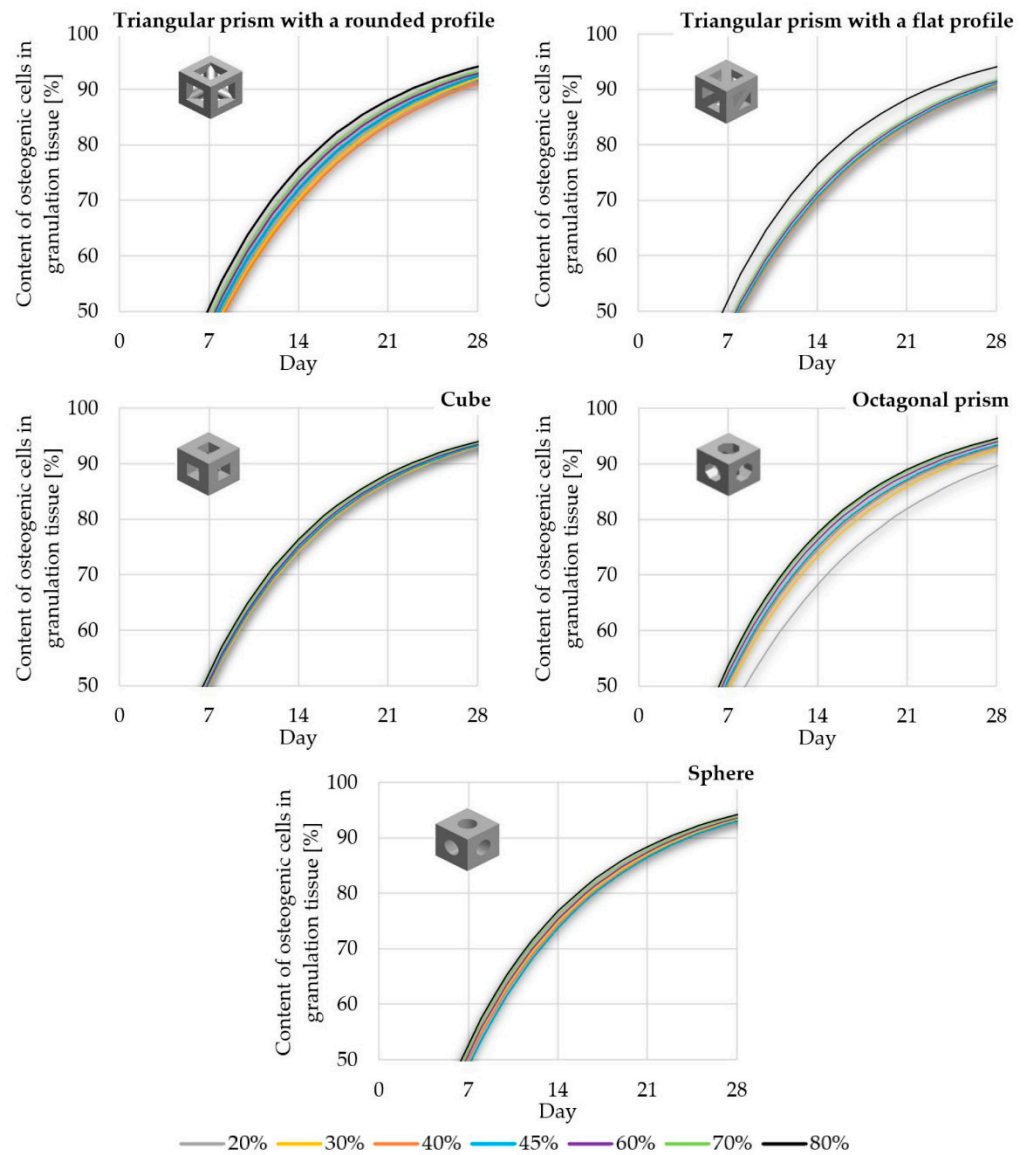 Triangular prism with a rounded profile
Content of osteogenic cells in
granulation tissue [%]
100
90
80
70
60
50
0 7 14 21 28
Day
Triangular prism with a flat profile
Content of osteogenic cells in
granulation tissue [%]
100
90
80
70
60
50
0 7 14 21 28
Day
Cube
Content of osteogenic cells in
granulation tissue [%]
100
90
80
70
60
50
0 7 14 21 28
Day
Octagonal prism
Content of osteogenic cells in
granulation tissue [%]
100
90
80
70
60
50
0 7 14 21 28
Day
Sphere
Content of osteogenic cells in
granulation tissue [%]
100
90
80
70
60
50
0 7 14 21 28
Day
20% 30% 40% 45% 60% 70% 80%